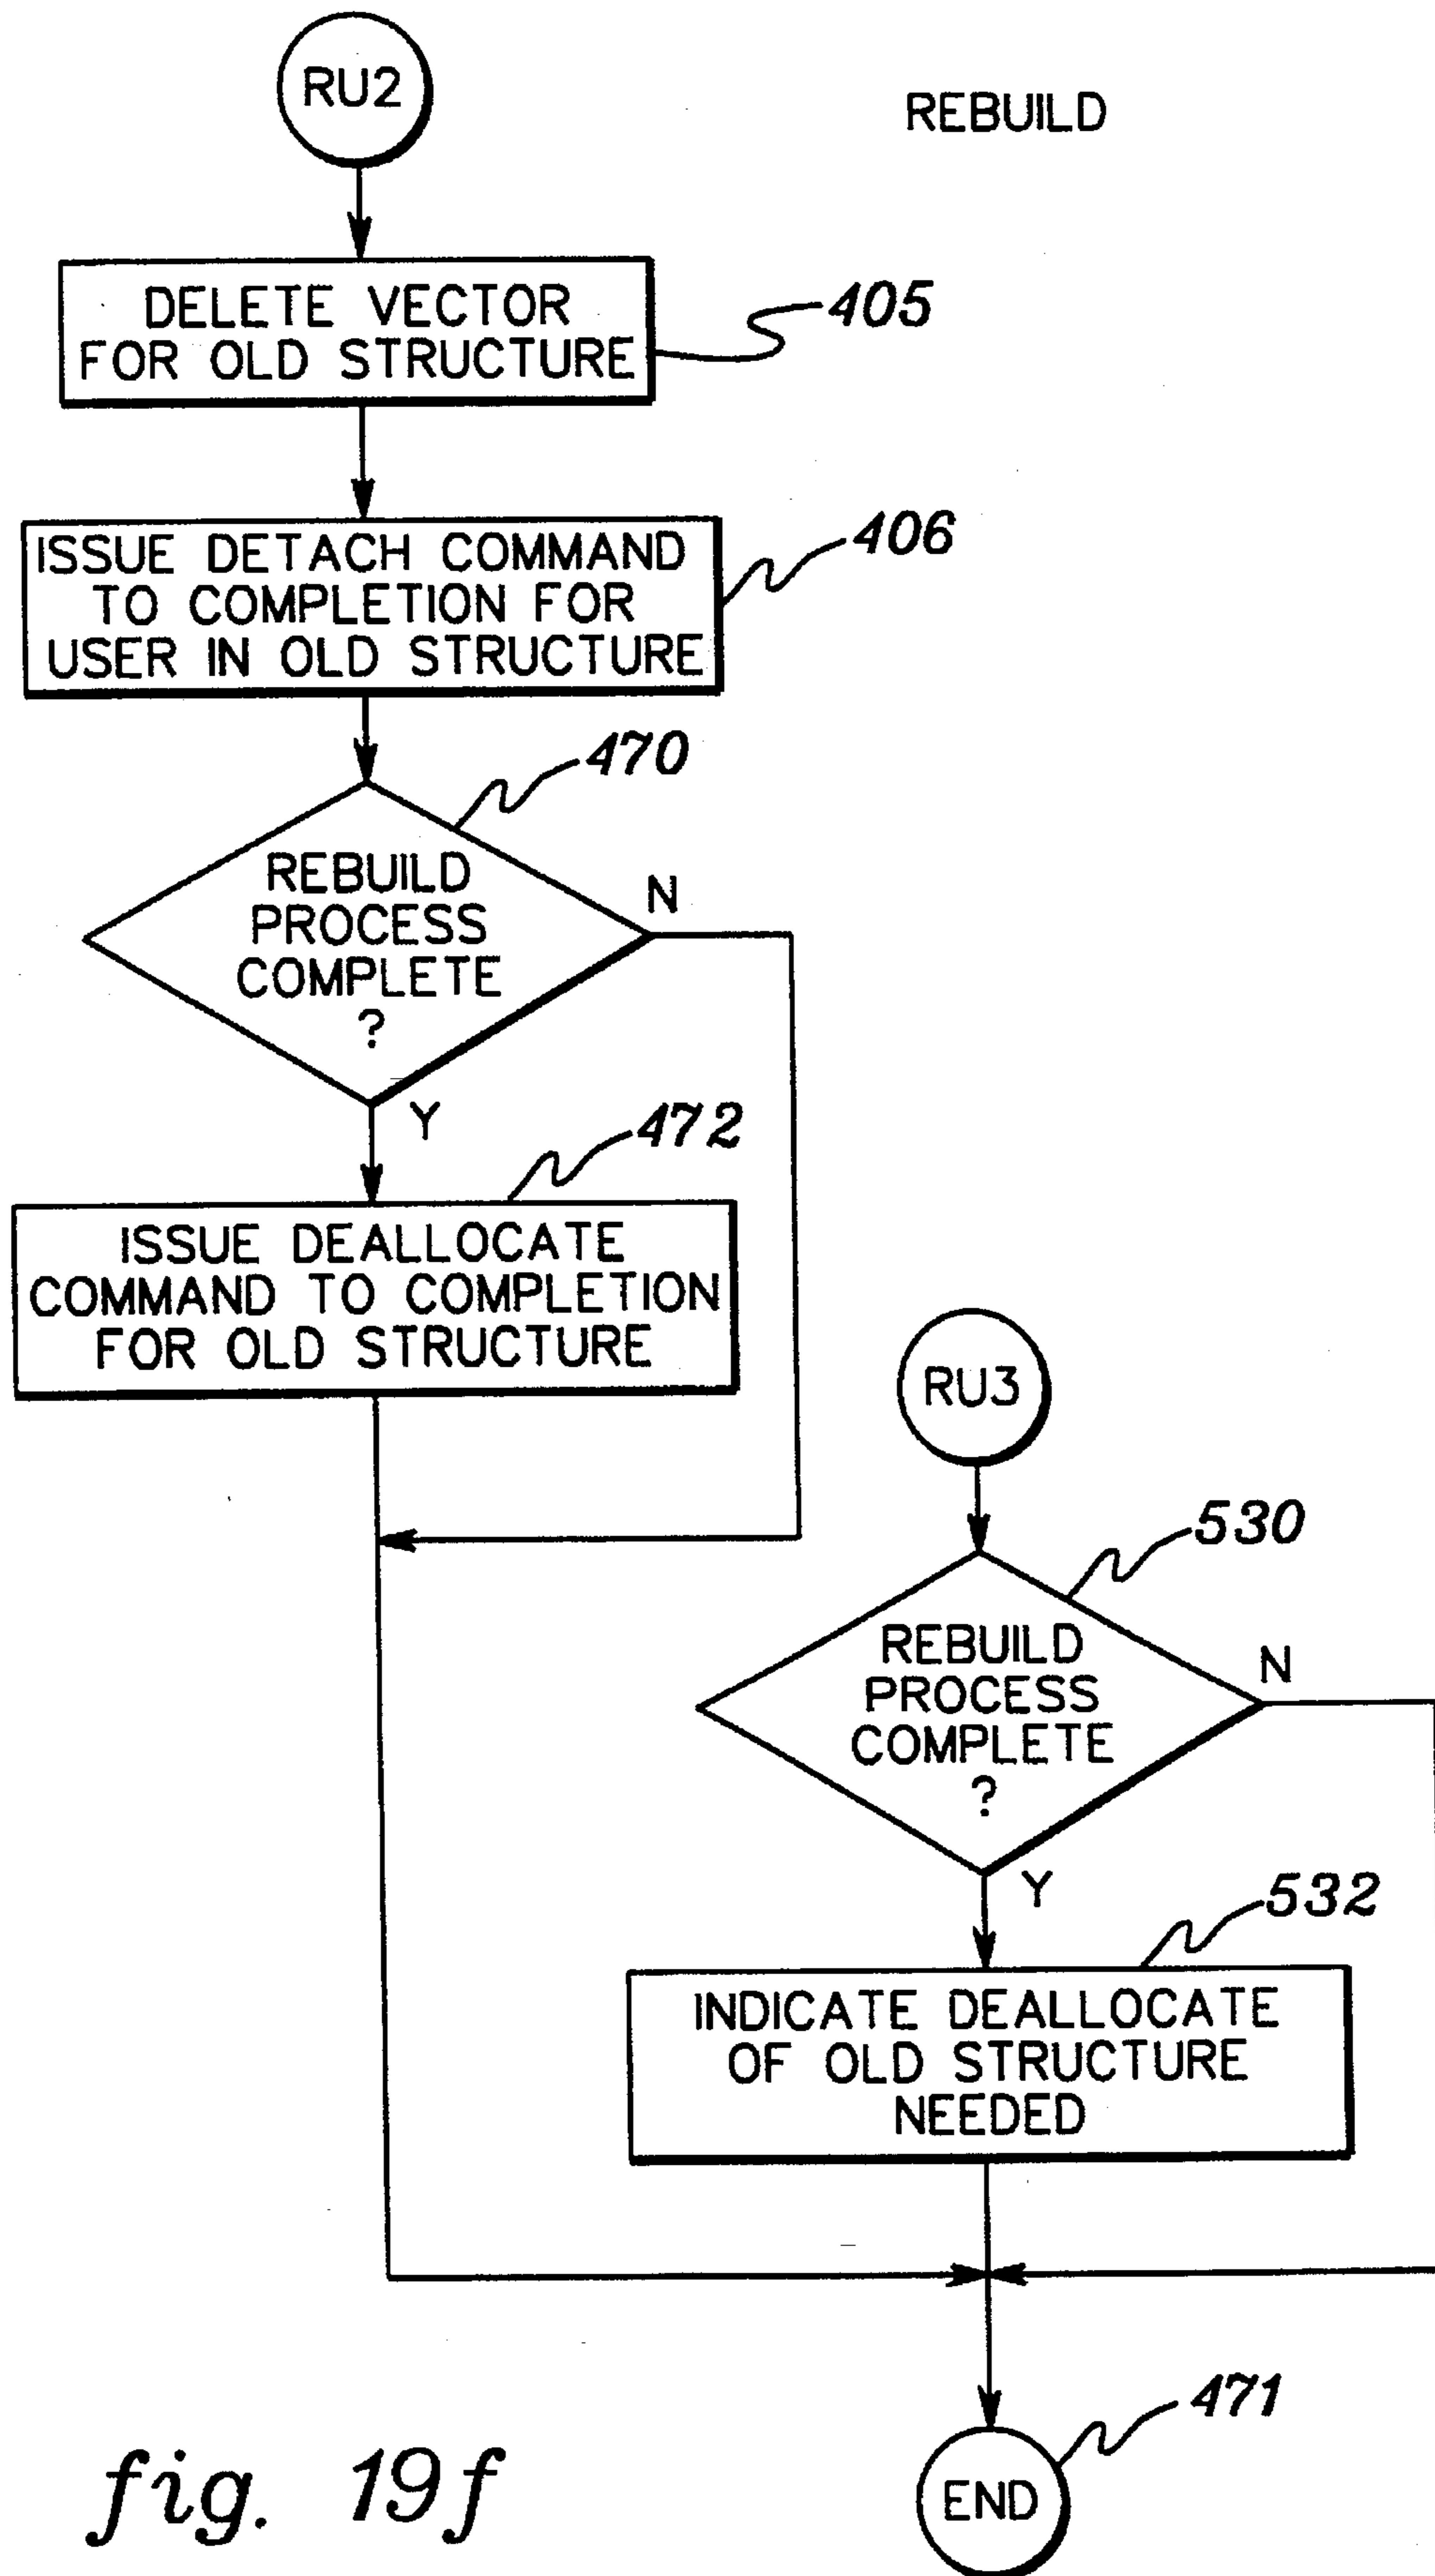 RU2
REBUILD
DELETE VECTOR
FOR OLD STRUCTURE
405
ISSUE DETACH COMMAND
TO COMPLETION FOR
USER IN OLD STRUCTURE
406
470
REBUILD
PROCESS
COMPLETE
?
N
Y
472
ISSUE DEALLOCATE
COMMAND TO COMPLETION
FOR OLD STRUCTURE
RU3
530
REBUILD
PROCESS
COMPLETE
?
N
Y
532
INDICATE DEALLOCATE
OF OLD STRUCTURE
NEEDED
471
END
fig. 19f